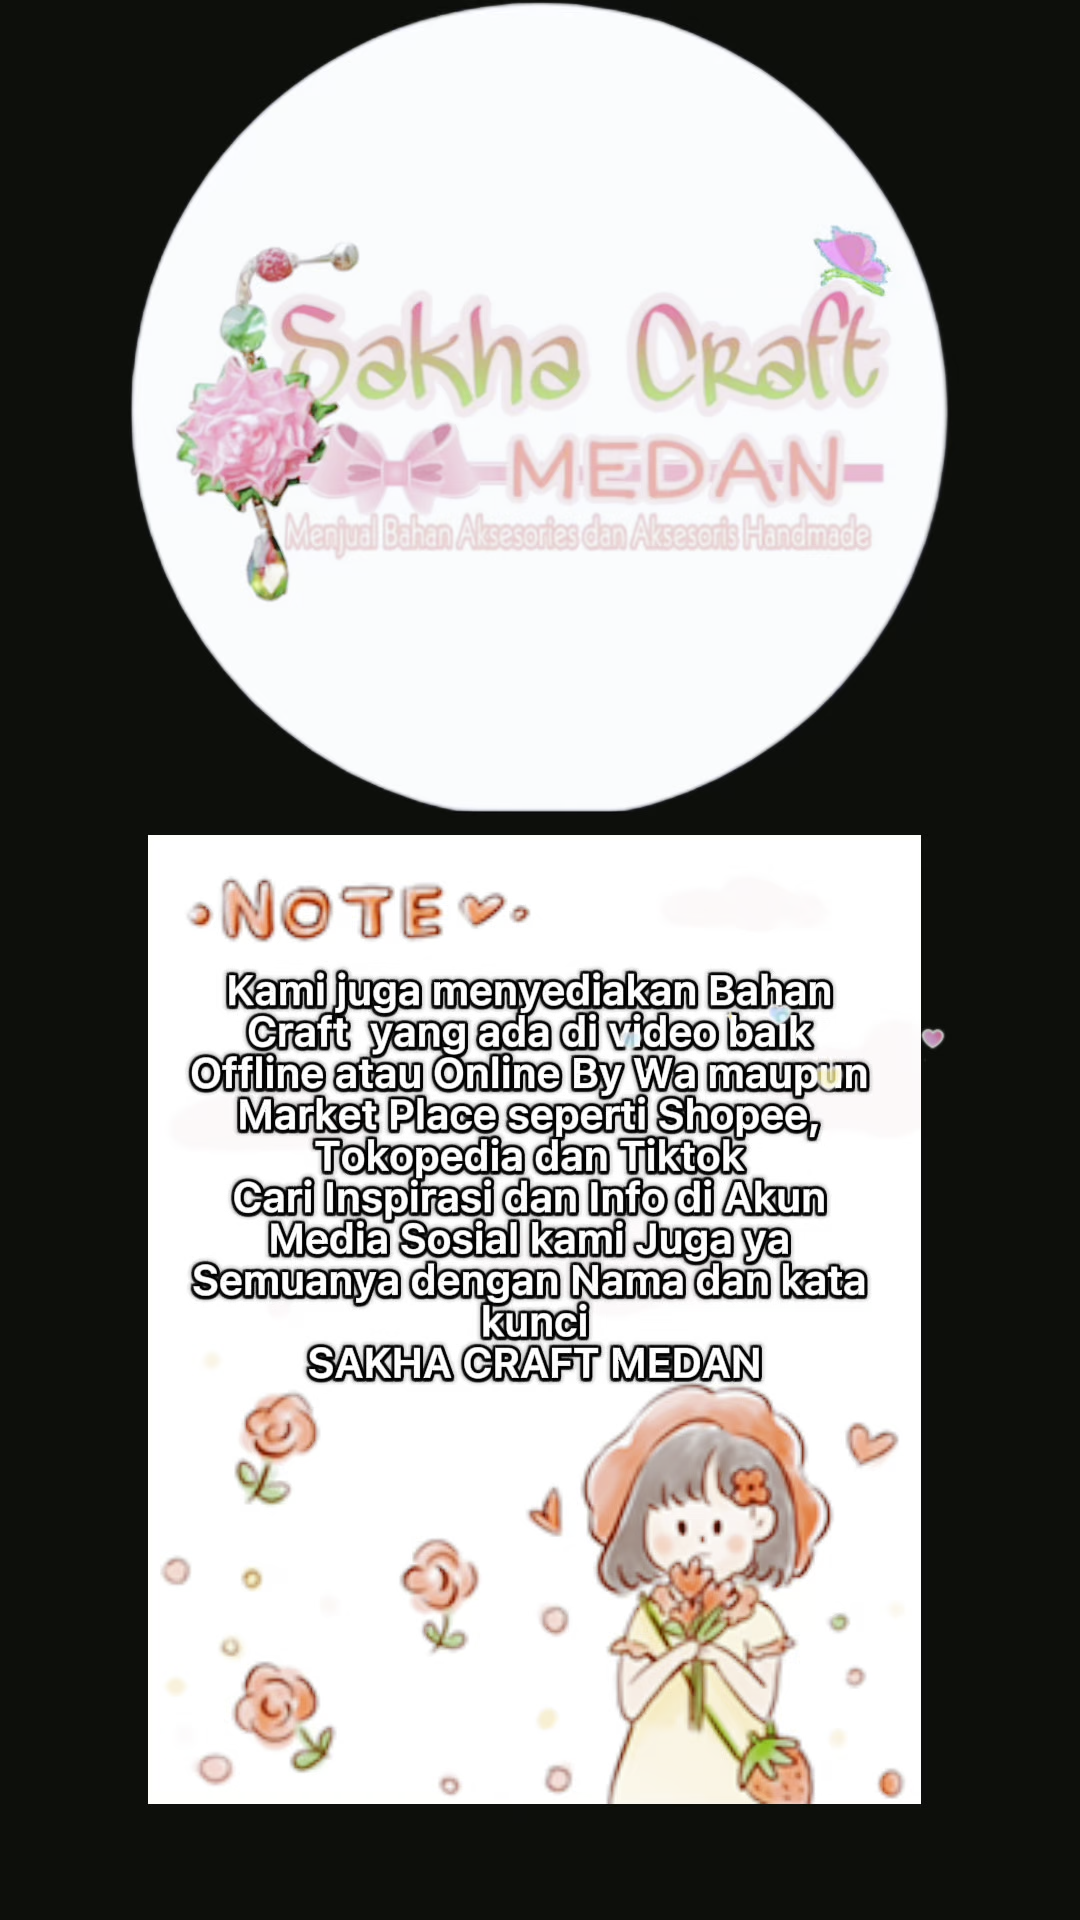 Sakha Craft
MEDAN
Menjual Bahan Aksesories dan Aksesoris Handmade
NOTE
Kami juga menyediakan Bahan
Craft yang ada di video baik
Offline atau Online By Wa maupun
Market Place seperti Shopee,
Tokopedia dan Tiktok
Cari Inspirasi dan Info di Akun
Media Sosial kami Juga ya
Semuanya dengan Nama dan kata
kunci
SAKHA CRAFT MEDAN